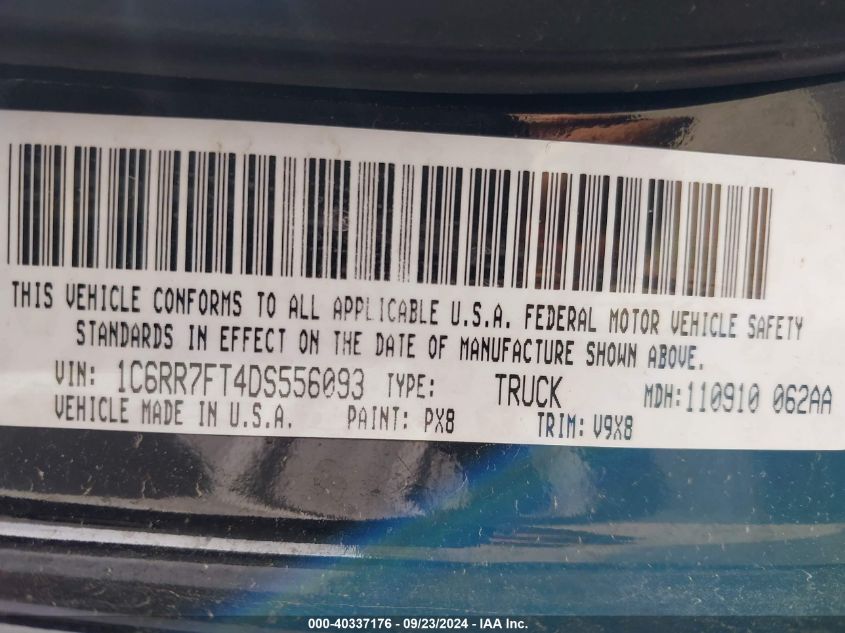 THIS VEHICLE CONFORMS TO ALL APPLICABLE U.S.A. FEDERAL MOTOR VEHICLE SAFETY
STANDARDS IN EFFECT ON THE DATE OF MANUFACTURE SHOWN ABOVE.
VIN: 1C6RR7FT4DS556093 TYPE: TRUCK MDH: 110910 062AA
VEHICLE MADE IN U.S.A. PAINT: PX8 TRIM: V9X8
000-40337176 - 09/23/2024 - IAA Inc.